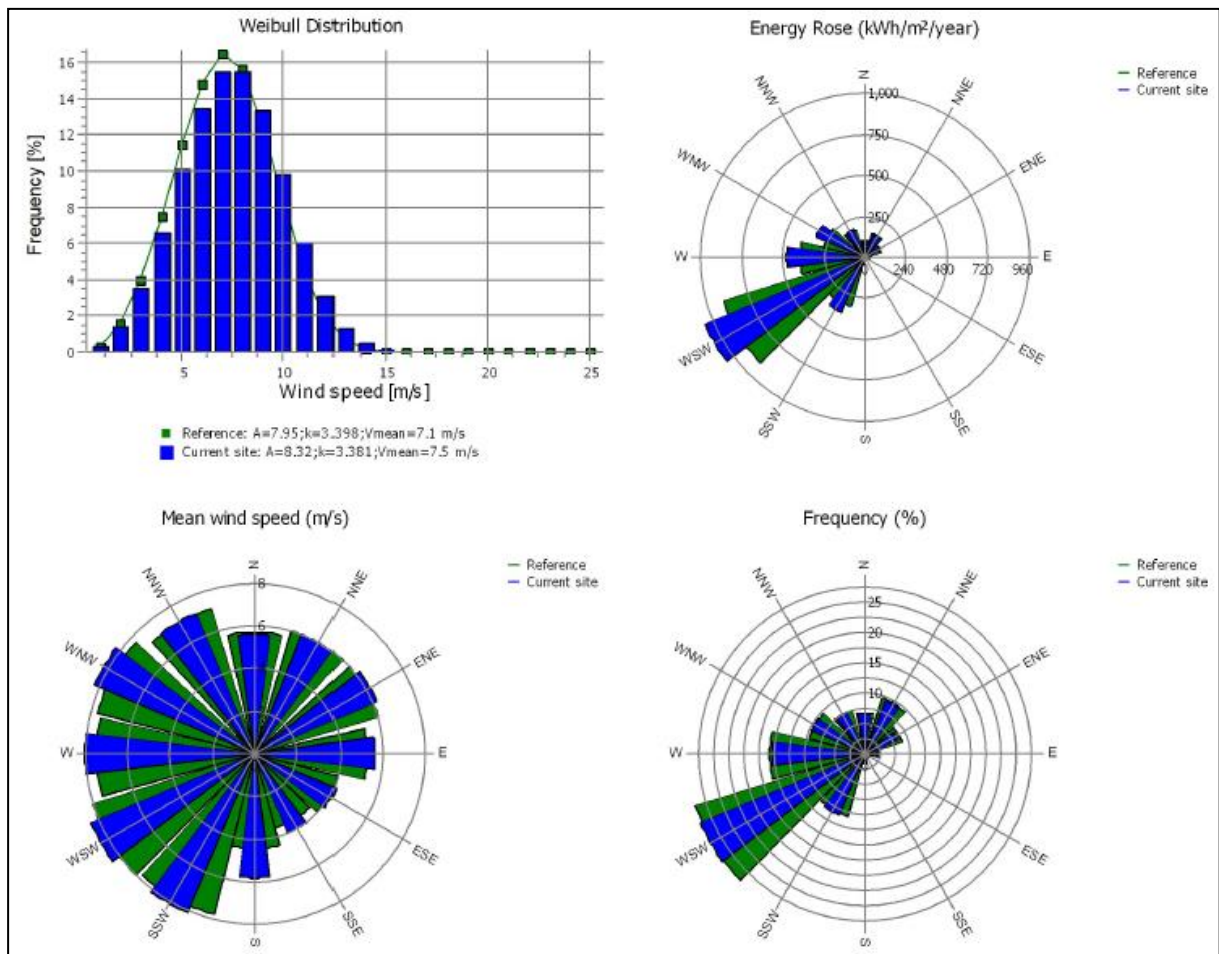 Weibull Distribution
Frequency [%]
16
14
12
10
8
6
4
2
0
5
10
15
20
25
Wind speed [m/s]
Reference: A=7.95;k=3.398;Vmean=7.1 m/s
Current site: A=8.32;k=3.381;Vmean=7.5 m/s
Energy Rose (kWh/m²/year)
Reference
Current site
N
NNE
ENE
E
ESE
SSE
S
SSW
WSW
W
WNW
NNW
1,000
750
500
250
0 240 480 720 960
Mean wind speed (m/s)
Reference
Current site
N
NNE
ENE
E
ESE
SSE
S
SSW
WSW
W
WNW
NNW
8
6
Frequency (%)
Reference
Current site
N
NNE
ENE
E
ESE
SSE
S
SSW
WSW
W
WNW
NNW
25
20
15
10